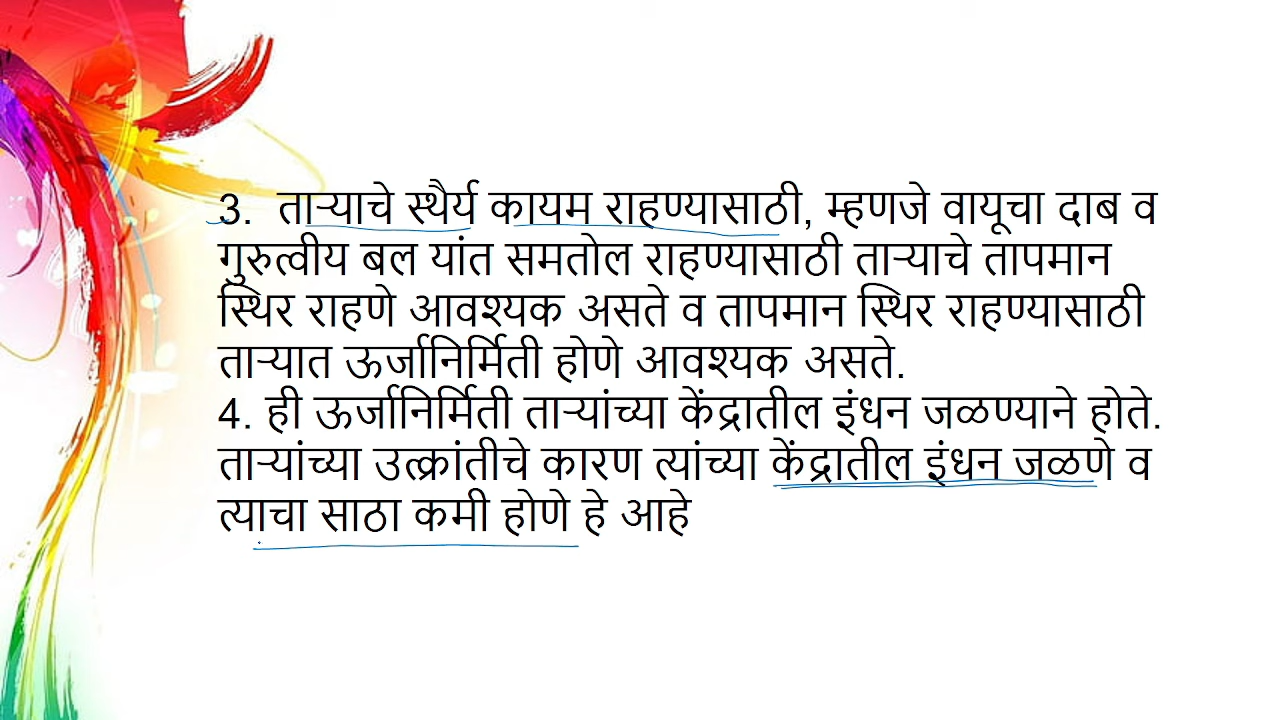 3. ताऱ्याचे स्थैर्य कायम राहण्यासाठी, म्हणजे वायूचा दाब व
गुरुत्वीय बल यांत समतोल राहण्यासाठी ताऱ्याचे तापमान
स्थिर राहणे आवश्यक असते व तापमान स्थिर राहण्यासाठी
ताऱ्यात ऊर्जानिर्मिती होणे आवश्यक असते.
4. ही ऊर्जानिर्मिती ताऱ्यांच्या केंद्रातील इंधन जळण्याने होते.
ताऱ्यांच्या उत्क्रांतीचे कारण त्यांच्या केंद्रातील इंधन जळणे व
त्याचा साठा कमी होणे हे आहे